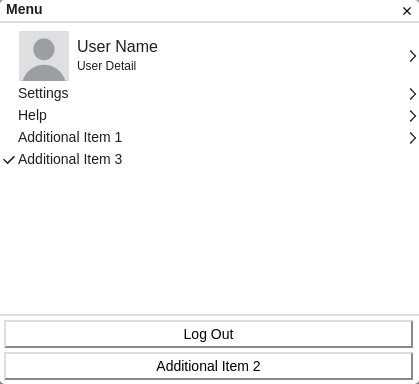 Menu
User Name
User Detail
Settings
Help
Additional Item 1
Additional Item 3
Log Out
Additional Item 2